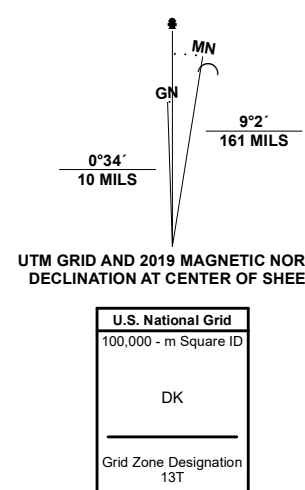 MN
GN
9°2´
161 MILS
0°34´
10 MILS
UTM GRID AND 2019 MAGNETIC NOR
DECLINATION AT CENTER OF SHEE
U.S. National Grid
100,000 - m Square ID
DK
Grid Zone Designation
13T